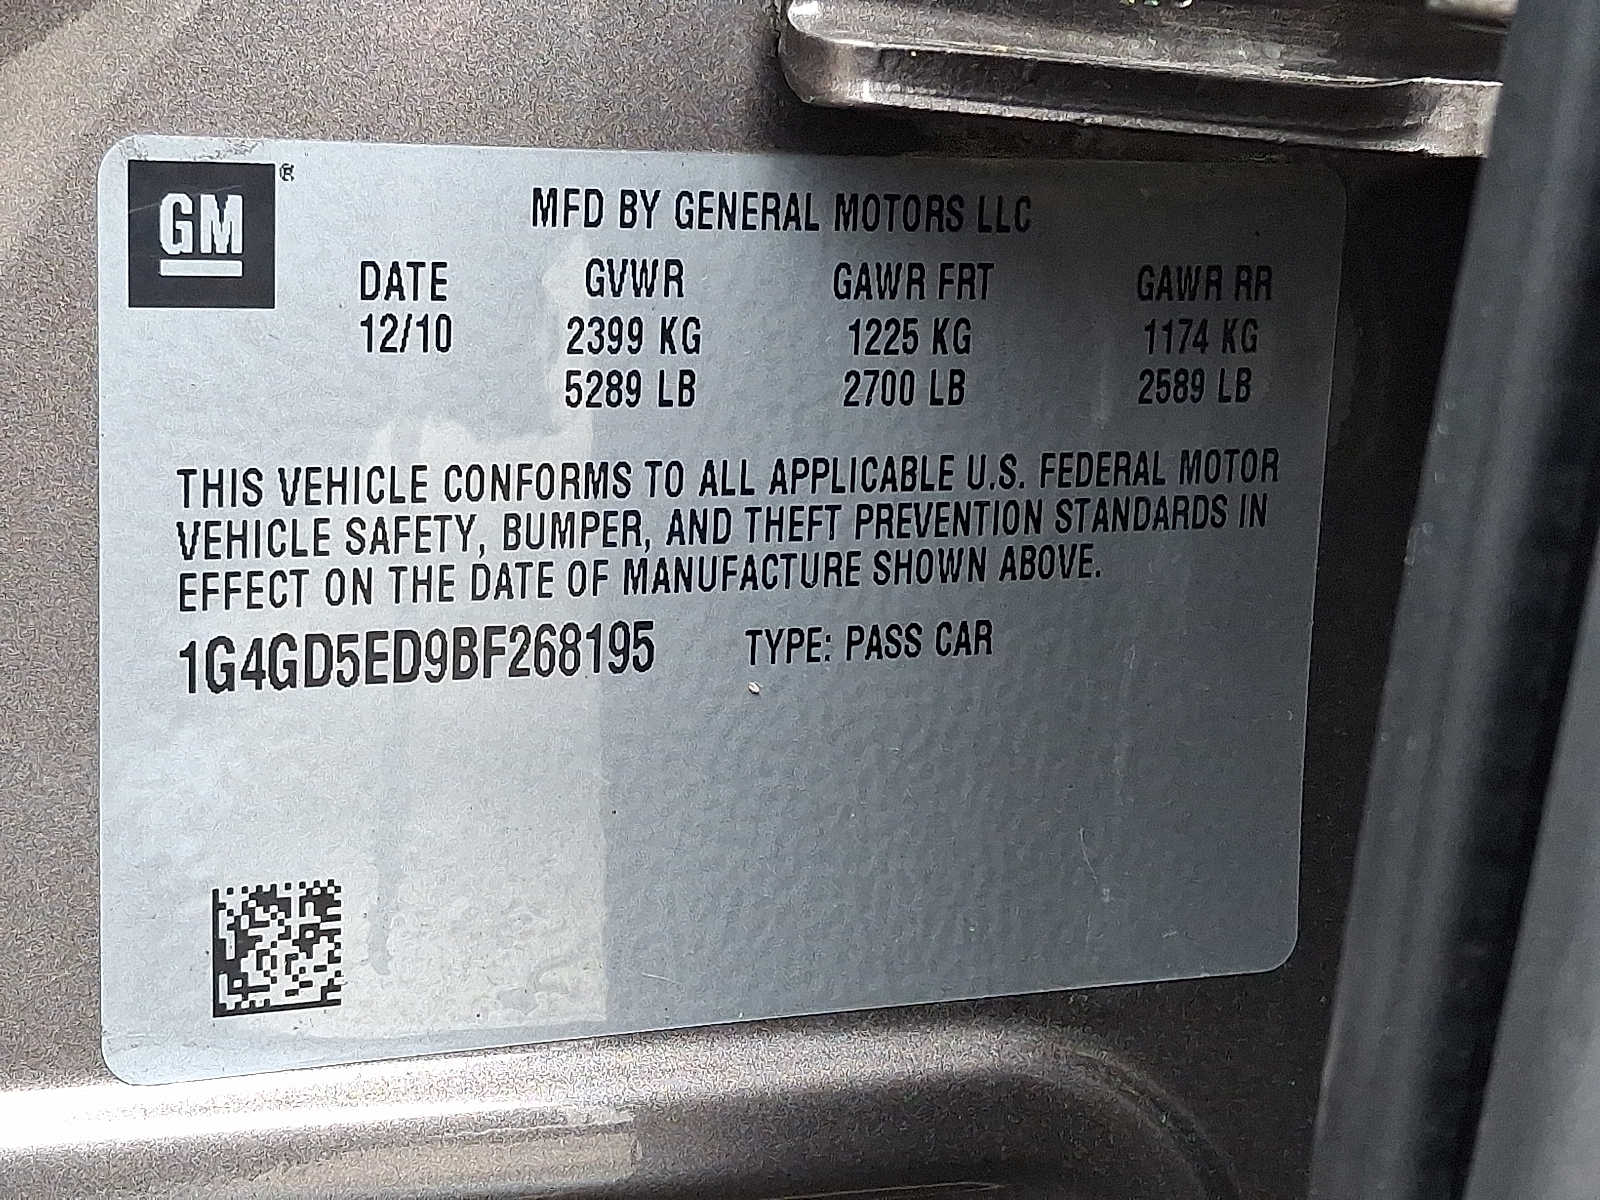 GM®
MFD BY GENERAL MOTORS LLC
DATE GVWR GAWR FRT GAWR RR
12/10 2399 KG 1225 KG 1174 KG
5289 LB 2700 LB 2589 LB
THIS VEHICLE CONFORMS TO ALL APPLICABLE U.S. FEDERAL MOTOR
VEHICLE SAFETY, BUMPER, AND THEFT PREVENTION STANDARDS IN
EFFECT ON THE DATE OF MANUFACTURE SHOWN ABOVE.
1G4GD5ED9BF268195 TYPE: PASS CAR